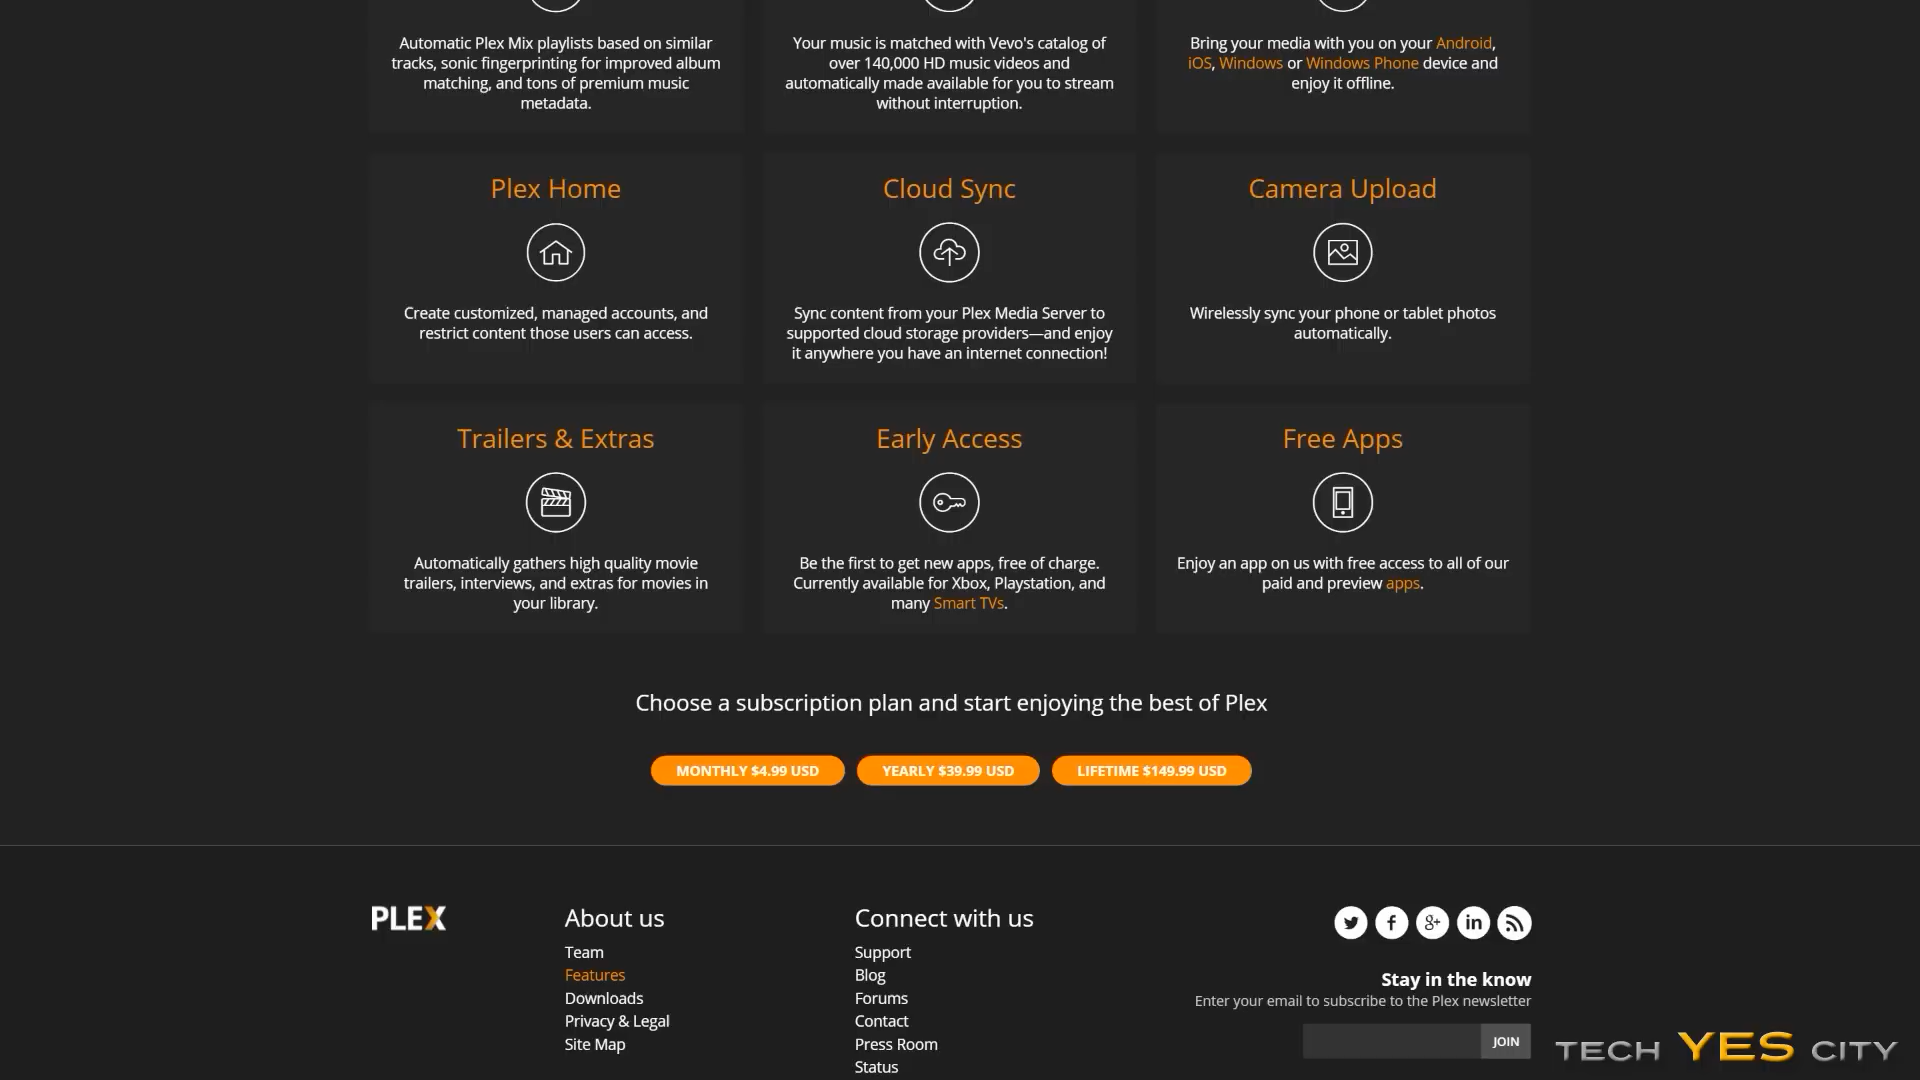 Automatic Plex Mix playlists based on similar
tracks, sonic fingerprinting for improved album
matching, and tons of premium music
metadata.
Your music is matched with Vevo's catalog of
over 140,000 HD music videos and
automatically made available for you to stream
without interruption.
Bring your media with you on your Android,
iOS, Windows or Windows Phone device and
enjoy it offline.
Plex Home
Create customized, managed accounts, and
restrict content those users can access.
Cloud Sync
Sync content from your Plex Media Server to
supported cloud storage providers—and enjoy
it anywhere you have an internet connection!
Camera Upload
Wirelessly sync your phone or tablet photos
automatically.
Trailers & Extras
Automatically gathers high quality movie
trailers, interviews, and extras for movies in
your library.
Early Access
Be the first to get new apps, free of charge.
Currently available for Xbox, Playstation, and
many Smart TVs.
Free Apps
Enjoy an app on us with free access to all of our
paid and preview apps.
Choose a subscription plan and start enjoying the best of Plex
MONTHLY $4.99 USD
YEARLY $39.99 USD
LIFETIME $149.99 USD
PLEX
About us
Team
Features
Downloads
Privacy & Legal
Site Map
Connect with us
Support
Blog
Forums
Contact
Press Room
Status
Stay in the know
Enter your email to subscribe to the Plex newsletter
JOIN
TECH YES CITY